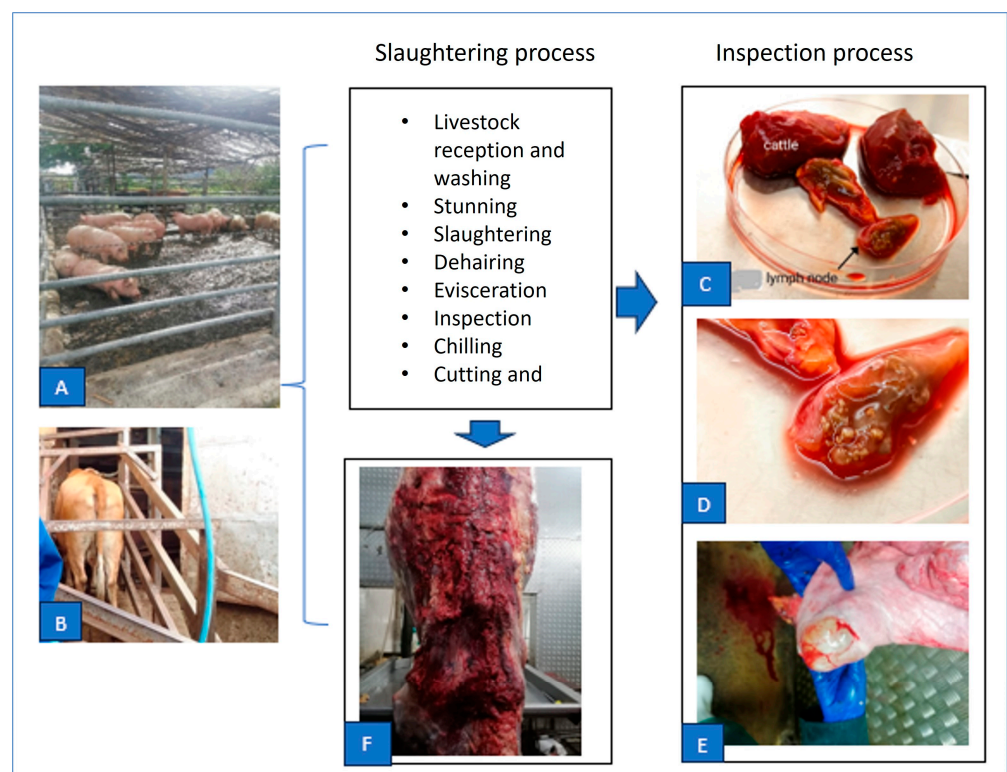 Slaughtering process
Inspection process
• Livestock
reception and
washing
• Stunning
• Slaughtering
• Dehairing
• Evisceration
• Inspection
• Chilling
• Cutting and
A
B
cattle
lymph node
C
D
E
F